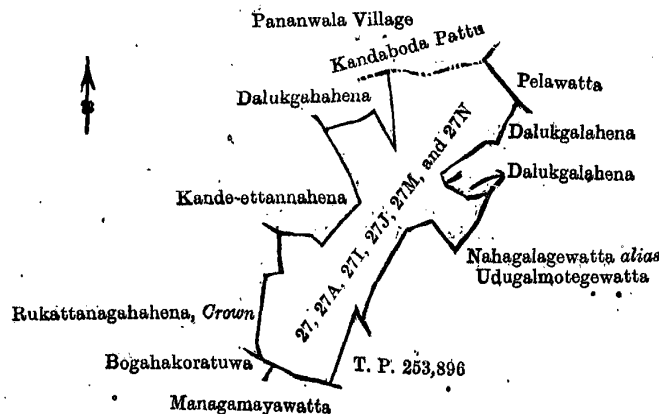 Pananwala Village
Kandaboda Pattu
Pelawatta
Dalukgahahena
Dalukgalahena
Dalukgalahena
Kande-ettannahena
27, 27A, 27I, 27J, 27M, and 27N
Nahagalagewatta alias
Udugalmotegewatta
Rukattanagahahena, Crown
Bogahakoratuwa
T. P. 253,896
Managamayawatta